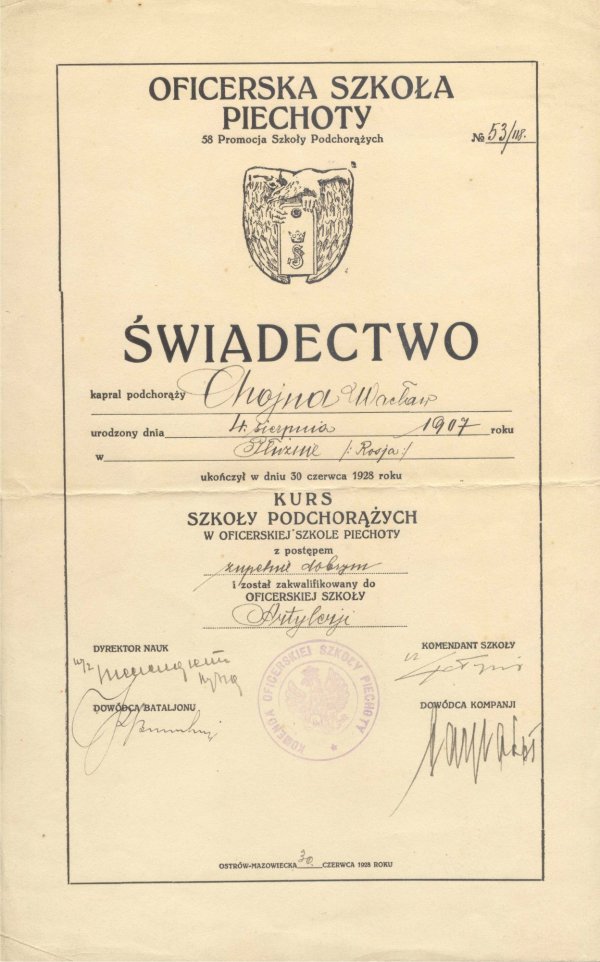 OFICERSKA SZKOŁA
PIECHOTY
58 Promocja Szkoły Podchorążych
№ 53/118.
ŚWIADECTWO
kapral podchorąży Chojna Wacław
urodzony dnia 4. sierpnia 1907 roku
w /: Rosja :/
ukończył w dniu 30 czerwca 1928 roku
KURS
SZKOŁY PODCHORĄŻYCH
W OFICERSKIEJ SZKOLE PIECHOTY
z postępem
zupełnie dobrym
i został zakwalifikowany do
OFICERSKIEJ SZKOŁY
Artylerji
DYREKTOR NAUK
KOMENDANT SZKOŁY
DOWÓDCA BATALJONU
DOWÓDCA KOMPANJI
KOMENDA OFICERSKIEJ SZKOŁY PIECHOTY
OSTRÓW-MAZOWIECKA 30. CZERWCA 1928 ROKU